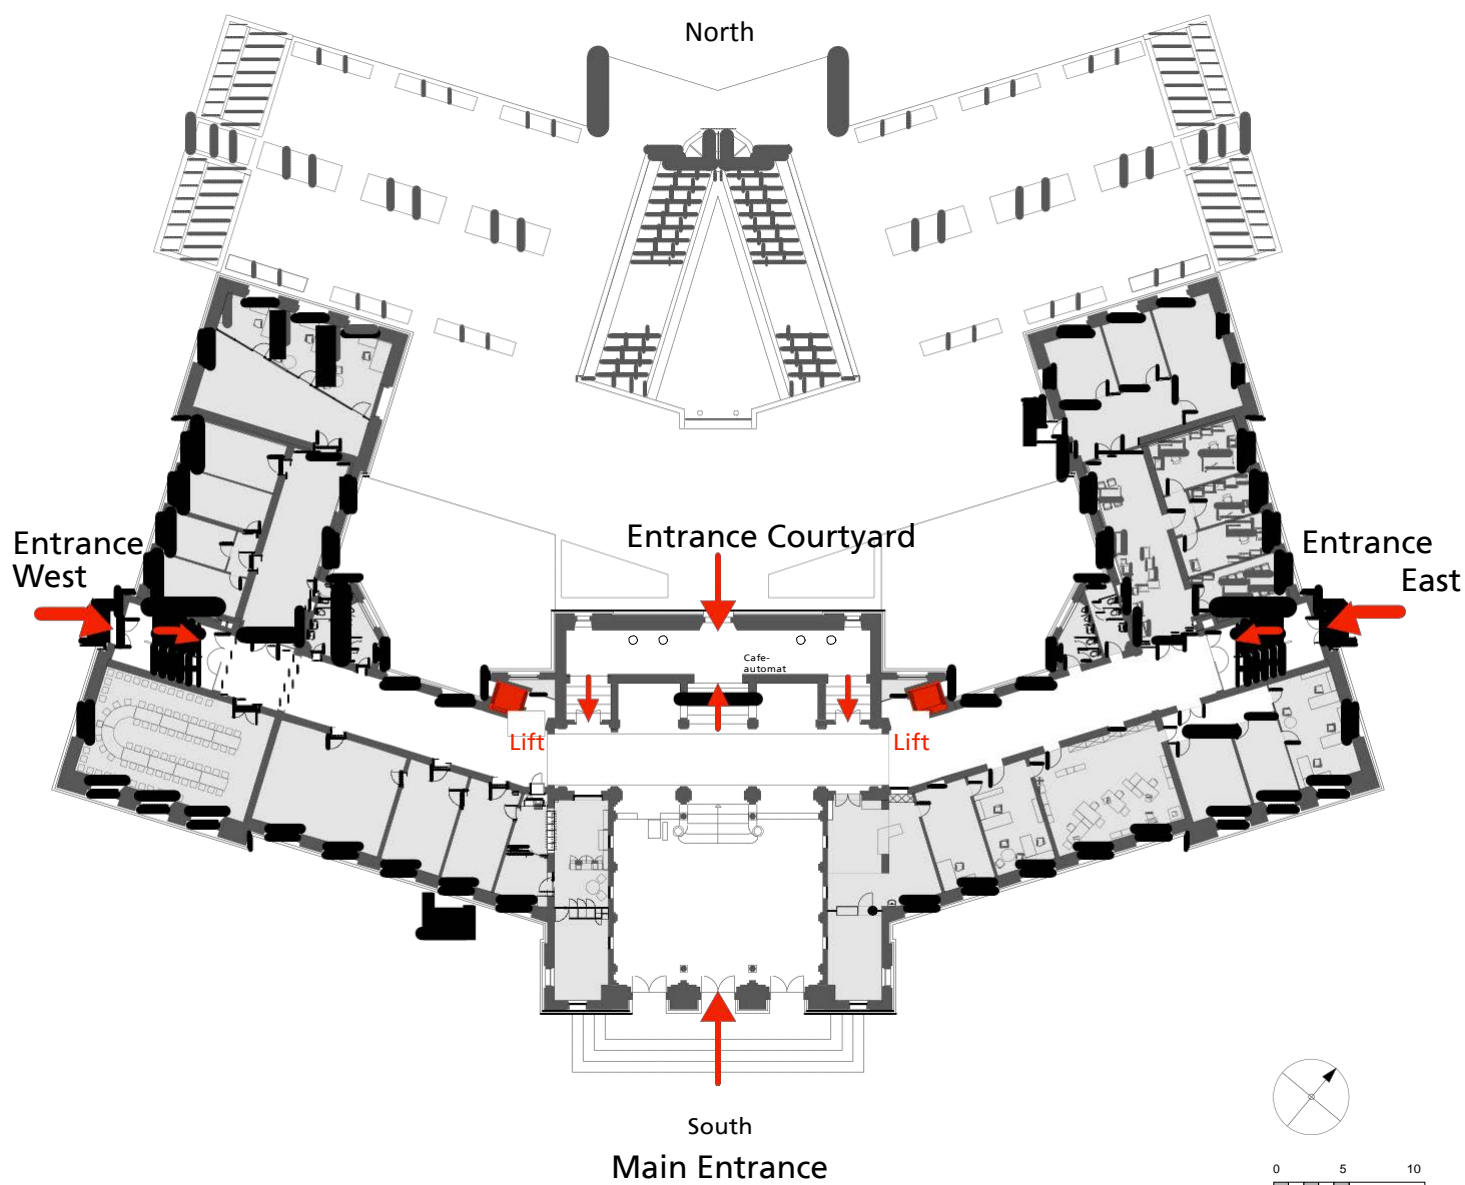 North
Entrance Courtyard
Entrance
West
Entrance
East
Cafe-
automat
Lift
Lift
South
Main Entrance
0 5 10